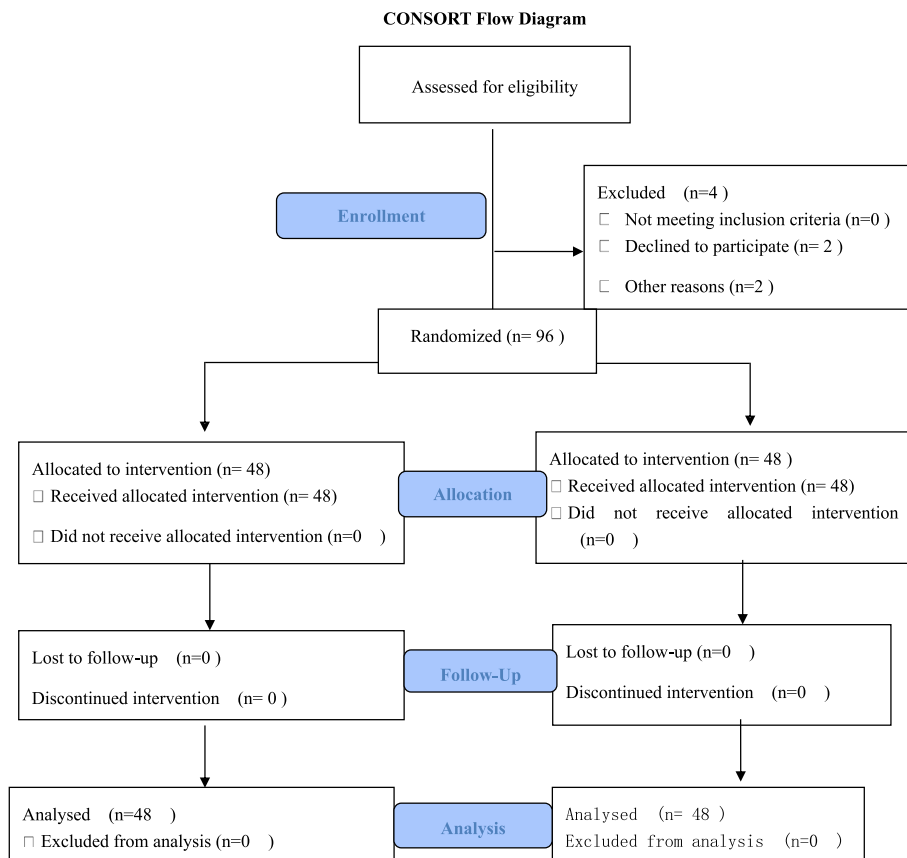 CONSORT Flow Diagram
Assessed for eligibility
Enrollment
Excluded (n=4 )
□ Not meeting inclusion criteria (n=0 )
□ Declined to participate (n= 2 )
□ Other reasons (n=2 )
Randomized (n= 96 )
Allocated to intervention (n= 48)
□ Received allocated intervention (n= 48)
□ Did not receive allocated intervention (n=0 )
Allocation
Allocated to intervention (n= 48 )
□ Received allocated intervention (n= 48)
□ Did not receive allocated intervention
(n=0 )
Lost to follow-up (n=0 )
Discontinued intervention (n= 0 )
Follow-Up
Lost to follow-up (n=0 )
Discontinued intervention (n=0 )
Analysed (n=48 )
□ Excluded from analysis (n=0 )
Analysis
Analysed (n= 48 )
Excluded from analysis (n=0 )